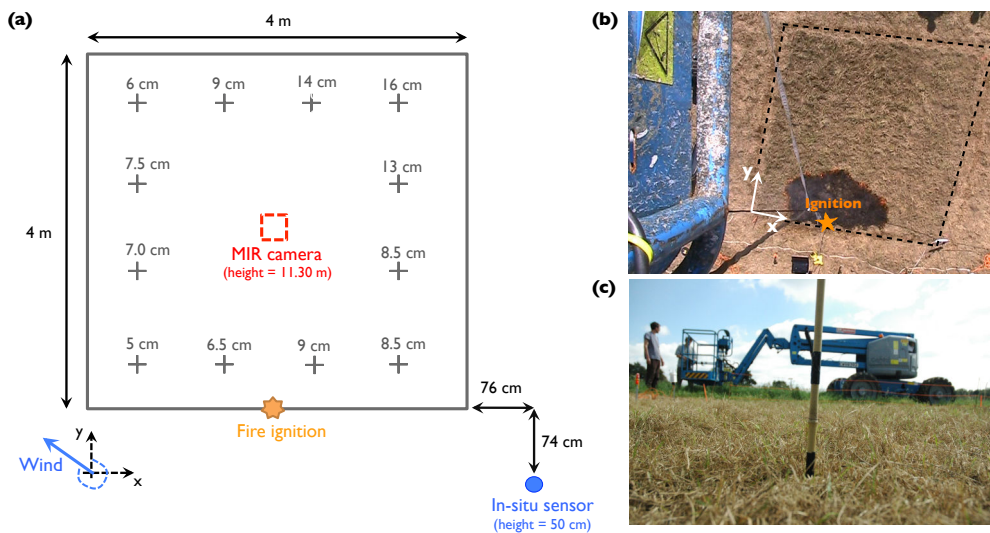 (a)
4 m
6 cm 9 cm 14 cm 16 cm
7.5 cm 13 cm
4 m
MIR camera
(height = 11.30 m)
7.0 cm 8.5 cm
5 cm 6.5 cm 9 cm 8.5 cm
76 cm
Fire ignition
74 cm
y
Wind
x
In-situ sensor
(height = 50 cm)
(b)
y
x
Ignition
(c)